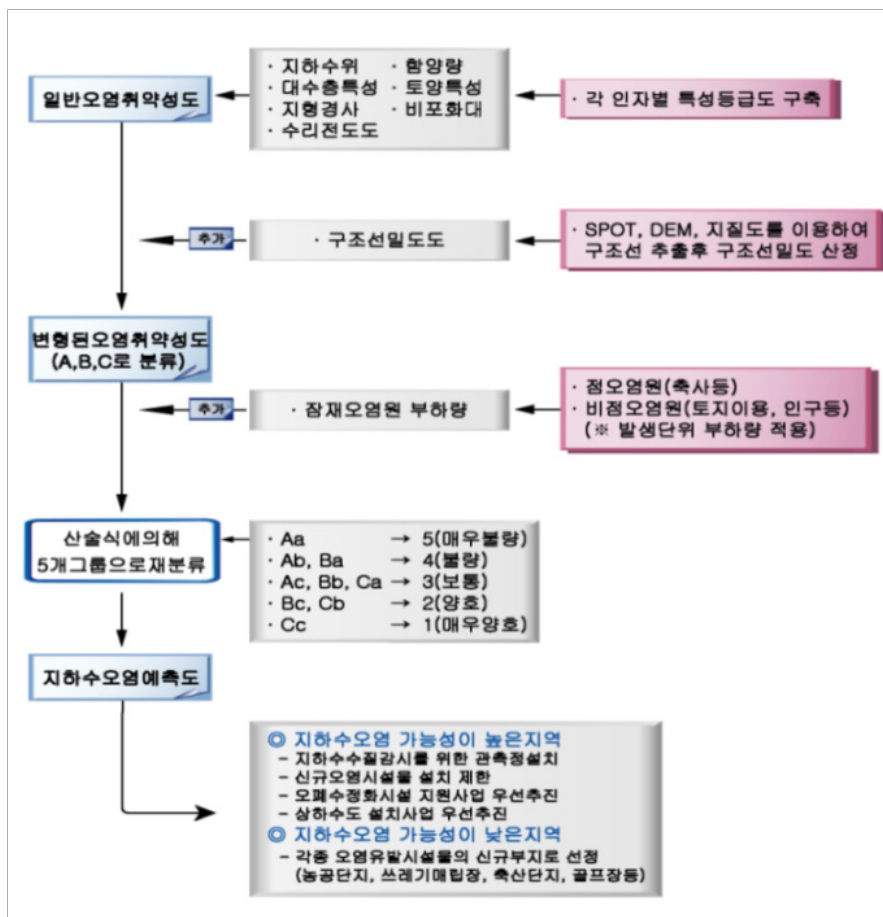 일반오염취약성도
· 지하수위 · 함양량
· 대수층특성 · 토양특성
· 지형경사 · 비포화대
· 수리전도도
· 각 인자별 특성등급도 구축
추가
· 구조선밀도도
· SPOT, DEM, 지질도를 이용하여
구조선 추출후 구조선밀도 산정
변형된오염취약성도
(A,B,C로 분류)
추가
· 잠재오염원 부하량
· 점오염원(축사등)
· 비점오염원(토지이용, 인구등)
(※ 발생단위 부하량 적용)
산술식에의해
5개그룹으로재분류
· Aa → 5(매우불량)
· Ab, Ba → 4(불량)
· Ac, Bb, Ca → 3(보통)
· Bc, Cb → 2(양호)
· Cc → 1(매우양호)
지하수오염예측도
◎ 지하수오염 가능성이 높은지역
– 지하수수질감시를 위한 관측정설치
– 신규오염시설물 설치 제한
– 오폐수정화시설 지원사업 우선추진
– 상하수도 설치사업 우선추진
◎ 지하수오염 가능성이 낮은지역
– 각종 오염유발시설물의 신규부지로 선정
(농공단지, 쓰레기매립장, 축산단지, 골프장등)